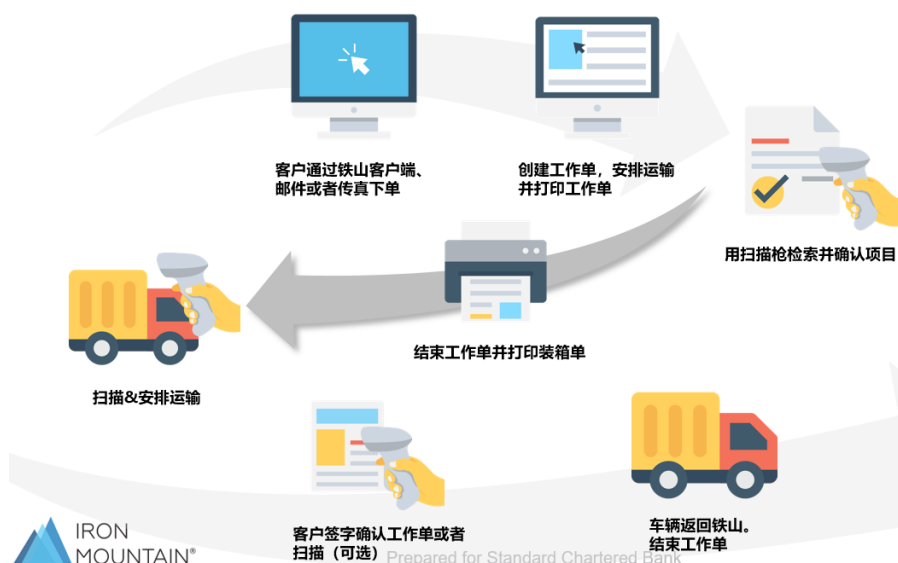 客户通过铁山客户端、
邮件或者传真下单
创建工作单，安排运输
并打印工作单
用扫描枪检索并确认项目
结束工作单并打印装箱单
扫描&安排运输
客户签字确认工作单或者
扫描（可选）
车辆返回铁山。
结束工作单
IRON
MOUNTAIN®
Prepared for Standard Chartered Bank